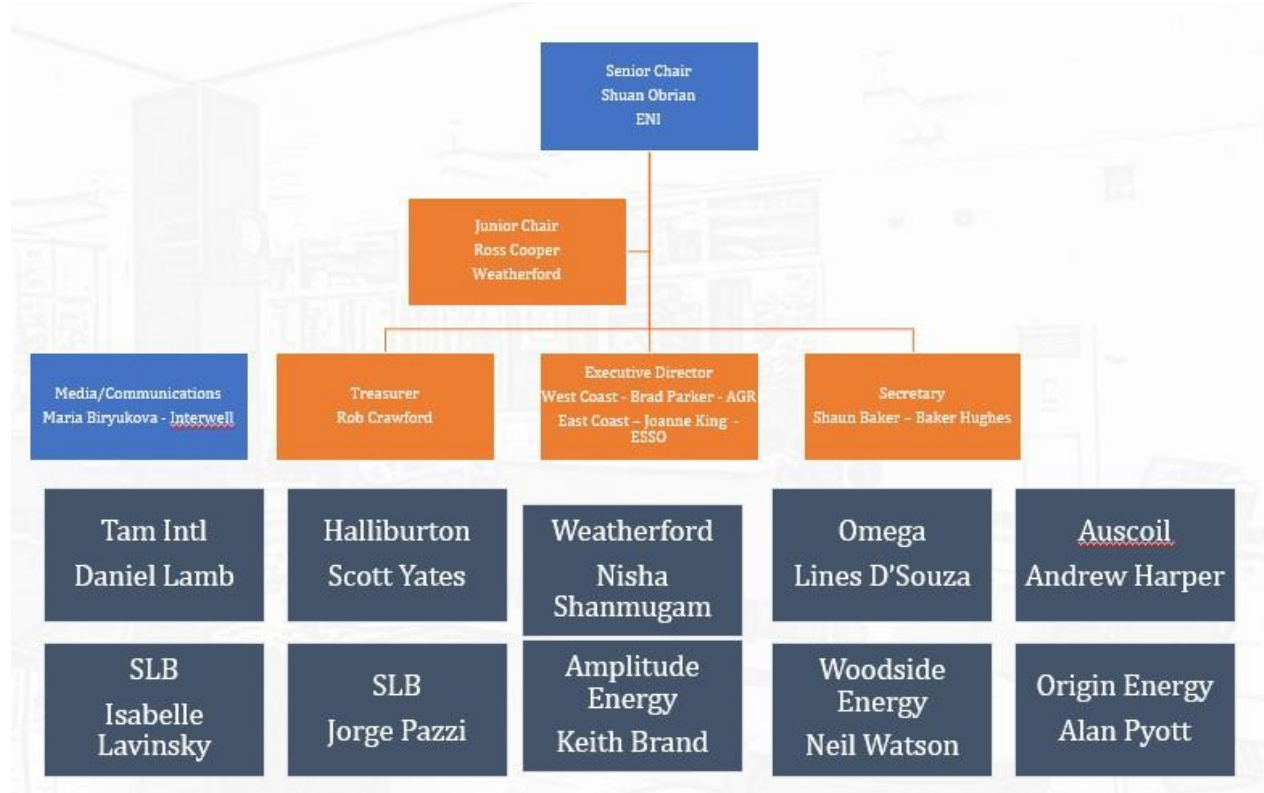 Senior Chair
Shuan Obrian
ENI
Junior Chair
Ross Cooper
Weatherford
Media/Communications
Maria Biryukova - Interwell
Treasurer
Rob Crawford
Executive Director
West Coast - Brad Parker - AGR
East Coast – Joanne King -
ESSO
Secretary
Shaun Baker – Baker Hughes
Tam Intl
Daniel Lamb
Halliburton
Scott Yates
Weatherford
Nisha
Shanmugam
Omega
Lines D’Souza
Auscoil
Andrew Harper
SLB
Isabelle
Lavinsky
SLB
Jorge Pazzi
Amplitude
Energy
Keith Brand
Woodside
Energy
Neil Watson
Origin Energy
Alan Pyott